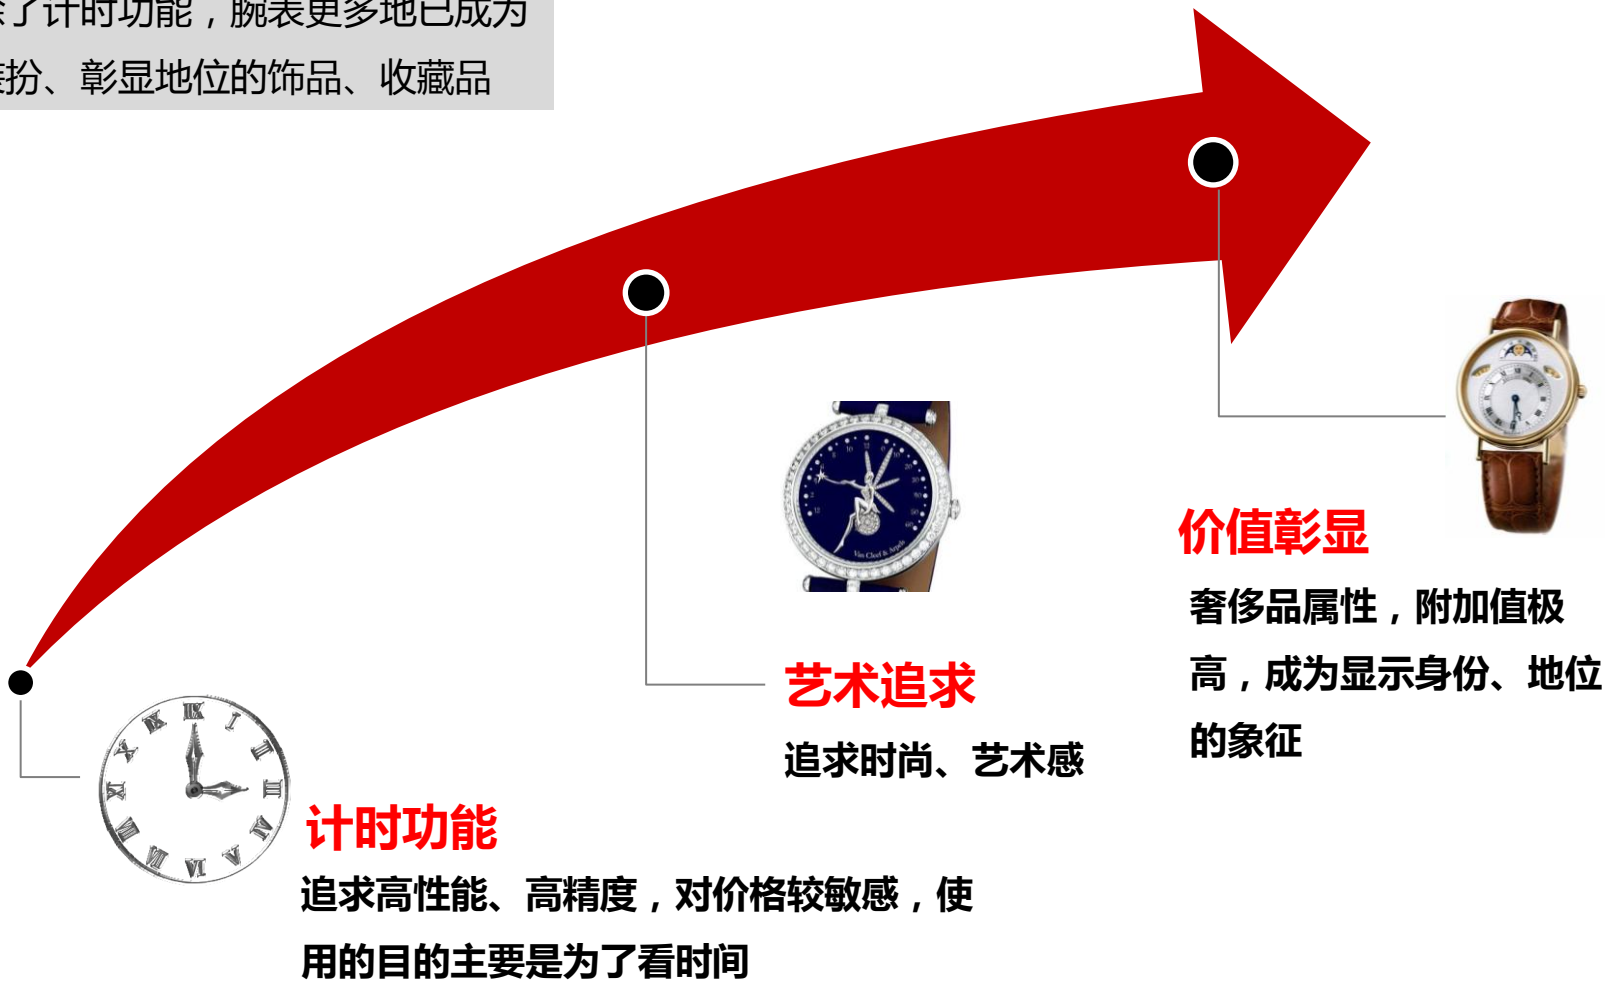 了计时功能，腕表更多地已成为
扮、彰显地位的饰品、收藏品
Van Cleef & Arpels
价值彰显
奢侈品属性，附加值极
高，成为显示身份、地位
的象征
艺术追求
追求时尚、艺术感
计时功能
追求高性能、高精度，对价格较敏感，使
用的目的主要是为了看时间